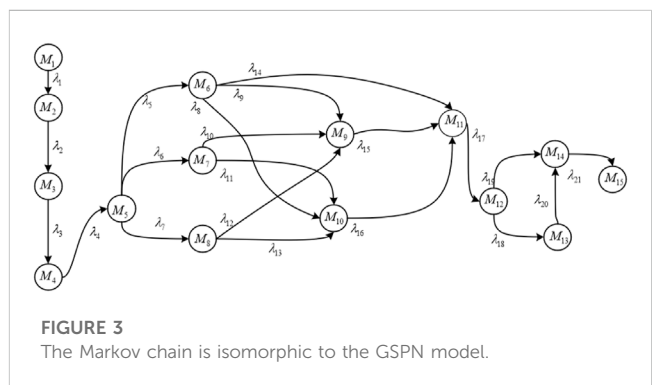 M1
λ1
M2
λ2
M3
λ3
M4
λ4
M5
λ5
λ6
λ7
M6
λ14
λ9
λ8
M7
λ10
λ11
M8
λ12
λ13
M9
λ15
M10
λ16
M11
λ17
M12
λ19
λ18
M13
λ20
M14
λ21
M15
FIGURE 3
The Markov chain is isomorphic to the GSPN model.